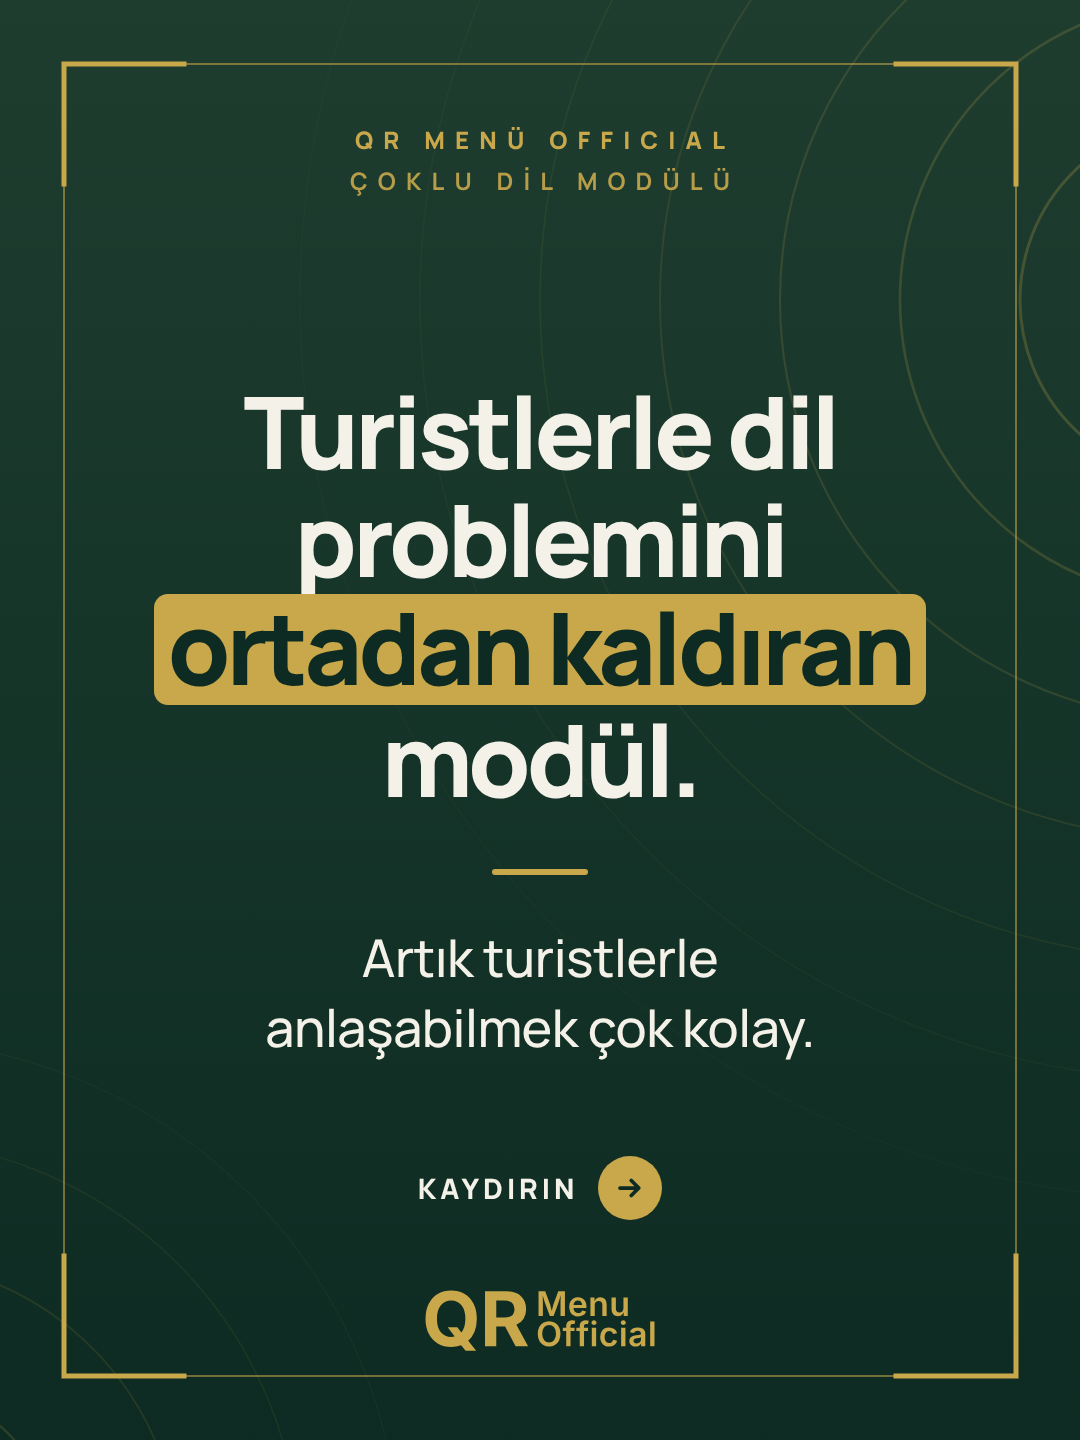 QR MENÜ OFFICIAL
ÇOKLU DİL MODÜLÜ
Turistlerle dil
problemini
ortadan kaldıran
modül.
Artık turistlerle
anlaşabilmek çok kolay.
KAYDIRIN
QR Menu
Official